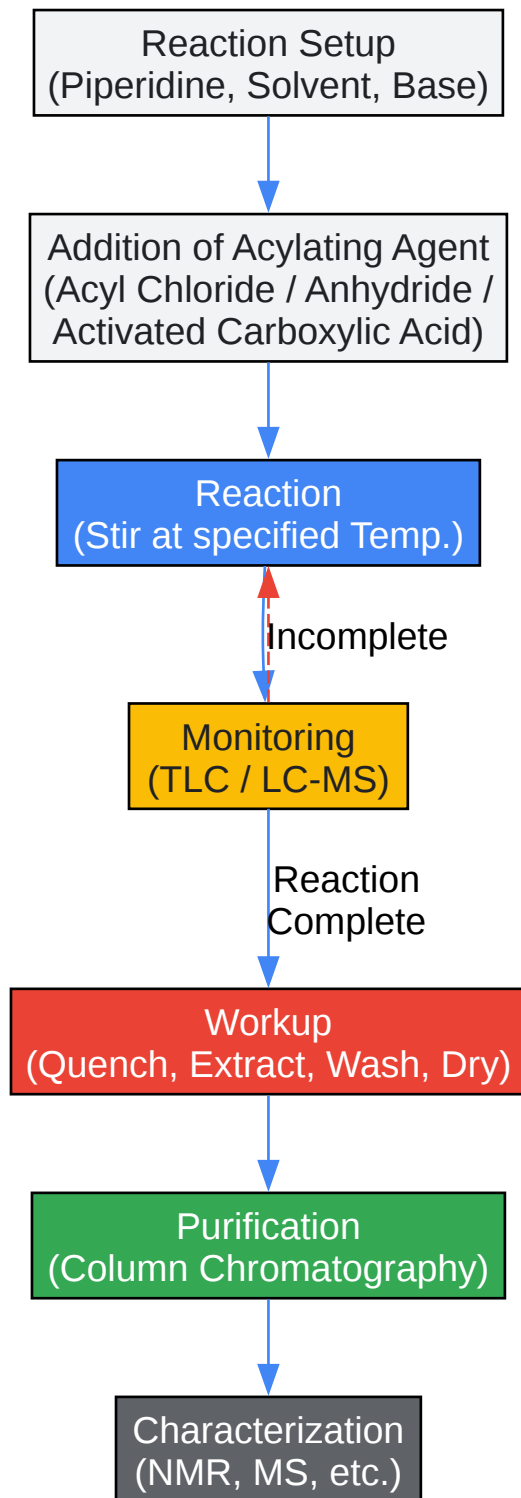 Reaction Setup
(Piperidine, Solvent, Base)
Addition of Acylating Agent
(Acyl Chloride / Anhydride /
Activated Carboxylic Acid)
Reaction
(Stir at specified Temp.)
Incomplete
Monitoring
(TLC / LC-MS)
Reaction
Complete
Workup
(Quench, Extract, Wash, Dry)
Purification
(Column Chromatography)
Characterization
(NMR, MS, etc.)